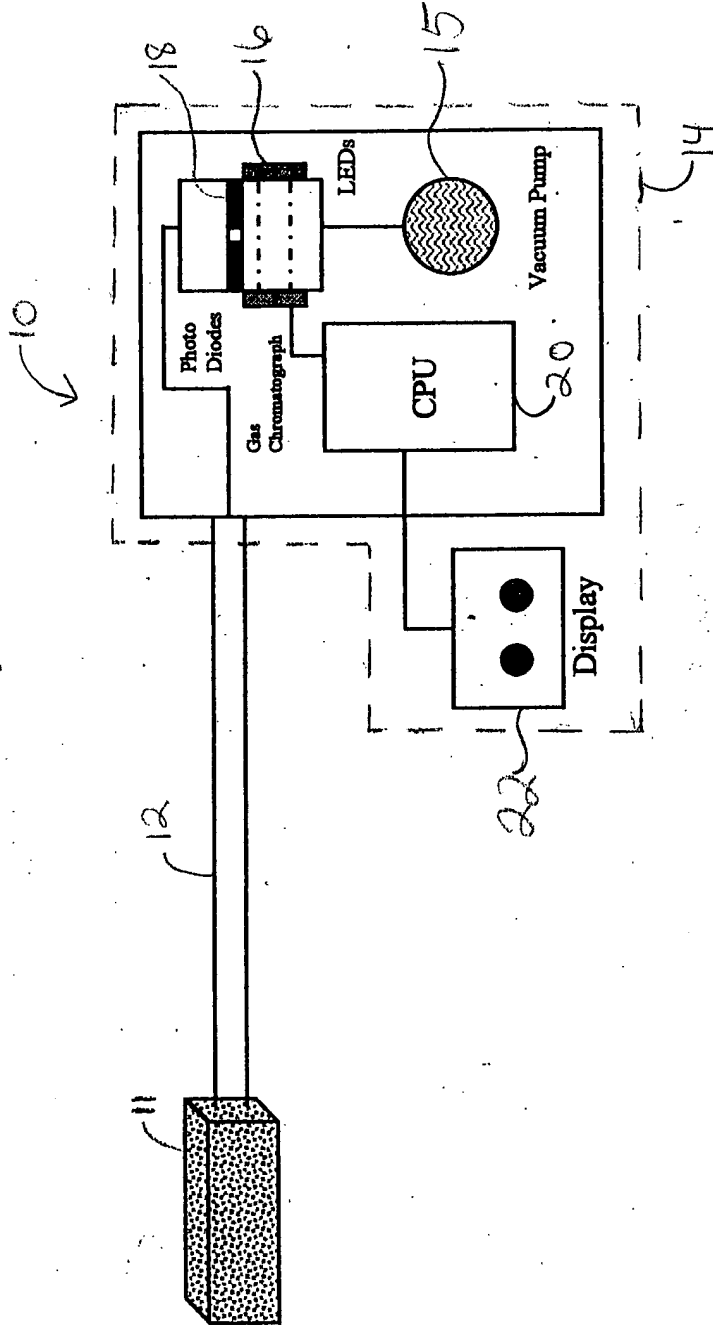 10
18
16
Photo
Diodes
LEDs
Gas
Chromatograph
15
Vacuum Pump
CPU
20
14
12
11
Display
22